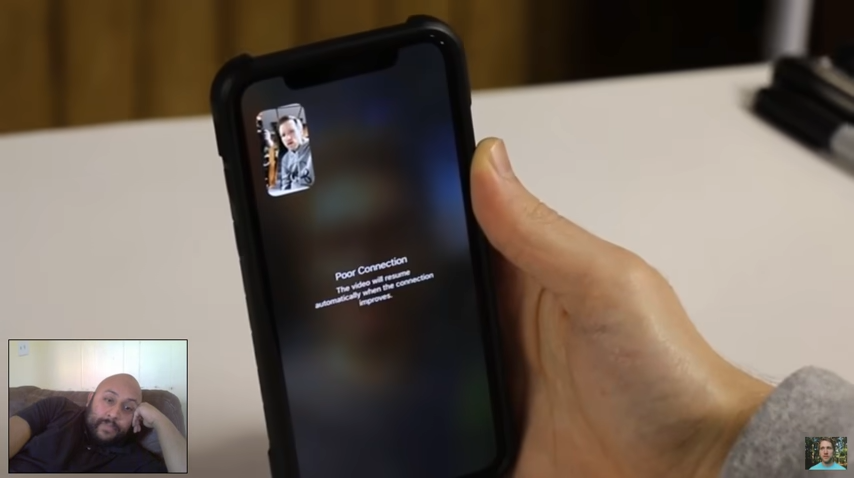 Poor Connection
The video will resume
automatically when the connection
improves.